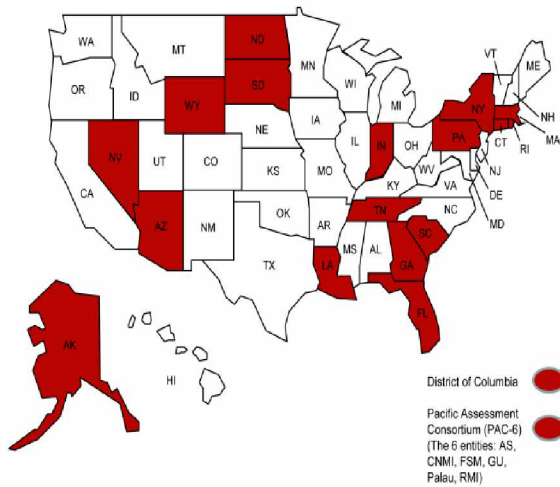 WA
MT
ND
MN
VT
ME
OR
ID
WY
SD
WI
MI
NY
NH
MA
NV
UT
CO
NE
IA
IL
IN
OH
PA
CT
RI
NJ
CA
KS
MO
KY
WV
VA
DE
MD
AZ
NM
OK
AR
TN
NC
SC
TX
LA
MS
AL
GA
FL
AK
HI
District of Columbia
Pacific Assessment
Consortium (PAC-6)
(The 6 entities: AS,
CNMI, FSM, GU,
Palau, RMI)